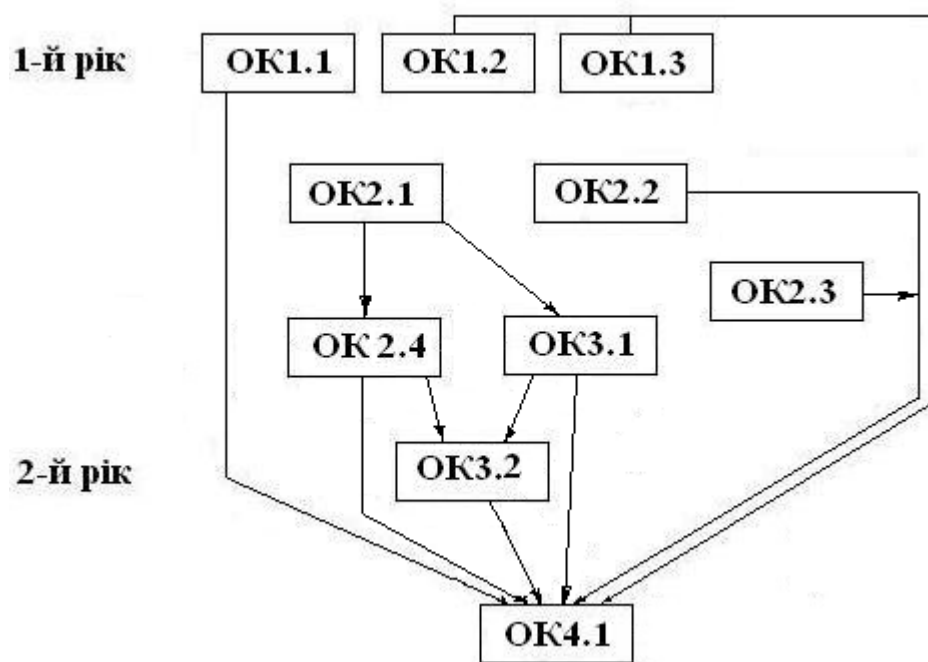 1-й рік ОК1.1 ОК1.2 ОК1.3
ОК2.1 ОК2.2
ОК2.3
ОК 2.4 ОК3.1
2-й рік ОК3.2
ОК4.1